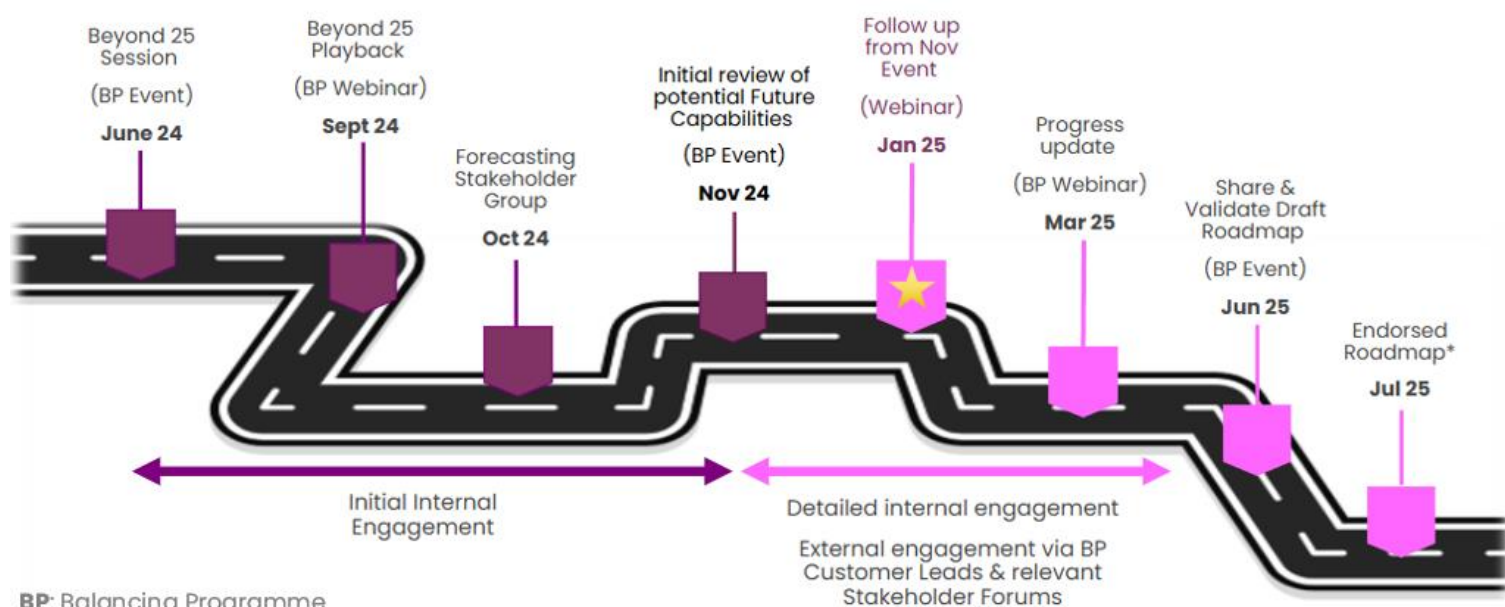 Beyond 25
Session
(BP Event)
June 24
Beyond 25
Playback
(BP Webinar)
Sept 24
Forecasting
Stakeholder
Group
Oct 24
Initial review of
potential Future
Capabilities
(BP Event)
Nov 24
Follow up
from Nov
Event
(Webinar)
Jan 25
Progress
update
(BP Webinar)
Mar 25
Share &
Validate Draft
Roadmap
(BP Event)
Jun 25
Endorsed
Roadmap*
Jul 25
Initial Internal
Engagement
Detailed internal engagement
External engagement via BP
Customer Leads & relevant
Stakeholder Forums
BP: Balancing Programme